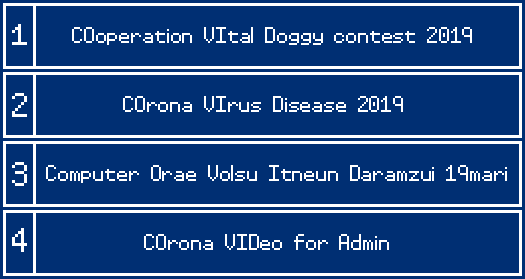 1 COoperation VItal Doggy contest 2019
2 COrona VIrus Disease 2019
3 Computer Orae Volsu Itneun Daramzui 19mari
4 COrona VIDeo for Admin